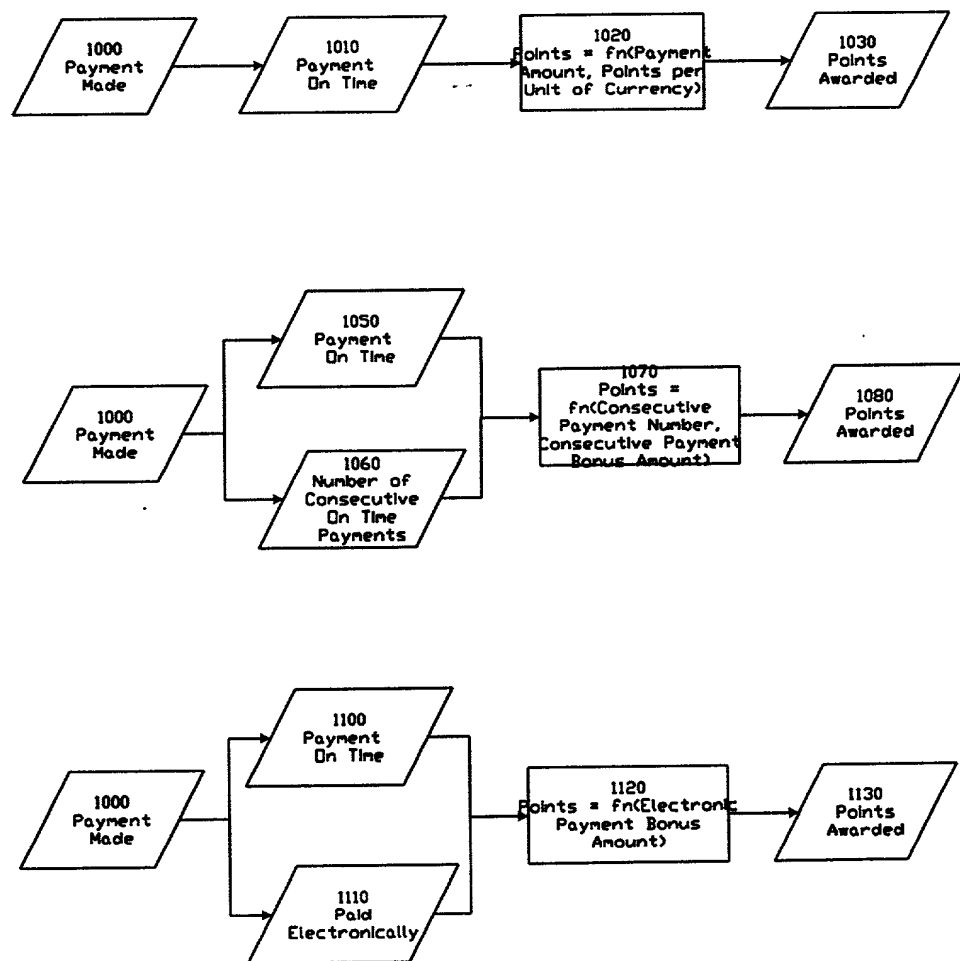 1000
Payment
Made
1010
Payment
On Time
1020
Points = fn(Payment
Amount, Points per
Unit of Currency)
1030
Points
Awarded
1000
Payment
Made
1050
Payment
On Time
1060
Number of
Consecutive
On Time
Payments
1070
Points =
fn(Consecutive
Payment Number,
Consecutive Payment
Bonus Amount)
1080
Points
Awarded
1000
Payment
Made
1100
Payment
On Time
1110
Paid
Electronically
1120
Points = fn(Electronic
Payment Bonus
Amount)
1130
Points
Awarded